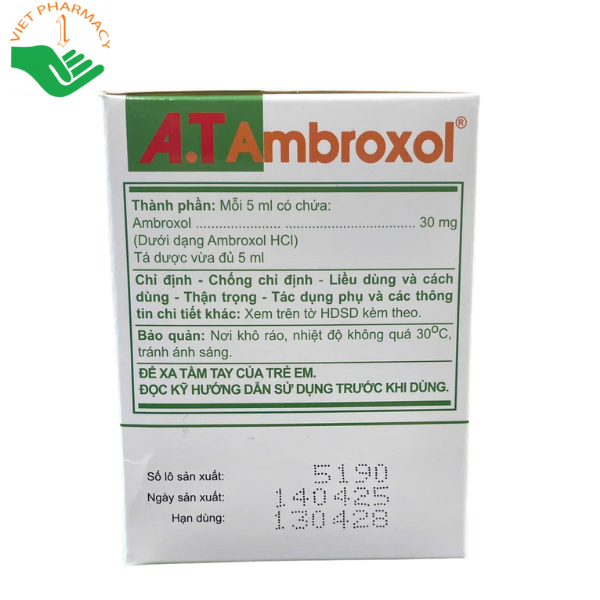 VIET PHARMACY
1
A.T Ambroxol®
Thành phần: Mỗi 5 ml có chứa:
Ambroxol ..................... ................................. 30 mg
(Dưới dạng Ambroxol HCl)
Tá dược vừa đủ 5 ml
Chỉ định - Chống chỉ định - Liều dùng và cách
dùng - Thận trọng - Tác dụng phụ và các thông
tin chi tiết khác: Xem trên tờ HDSD kèm theo.
Bảo quản: Nơi khô ráo, nhiệt độ không quá 30°C,
tránh ánh sáng.
ĐỂ XA TẦM TAY CỦA TRẺ EM.
ĐỌC KỸ HƯỚNG DẪN SỬ DỤNG TRƯỚC KHI DÙNG.
Số lô sản xuất: 5190
Ngày sản xuất: 140425
Hạn dùng: 130428